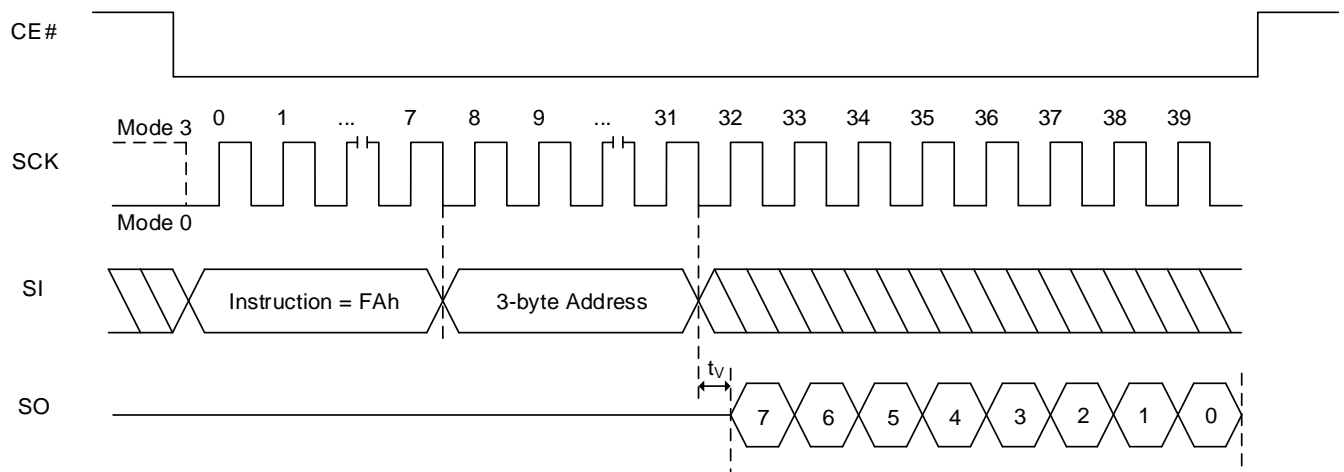 CE#
0 1 ... 7 8 9 ... 31 32 33 34 35 36 37 38 39
Mode 3
SCK
Mode 0
SI
Instruction = FAh
3-byte Address
tV
SO
7 6 5 4 3 2 1 0